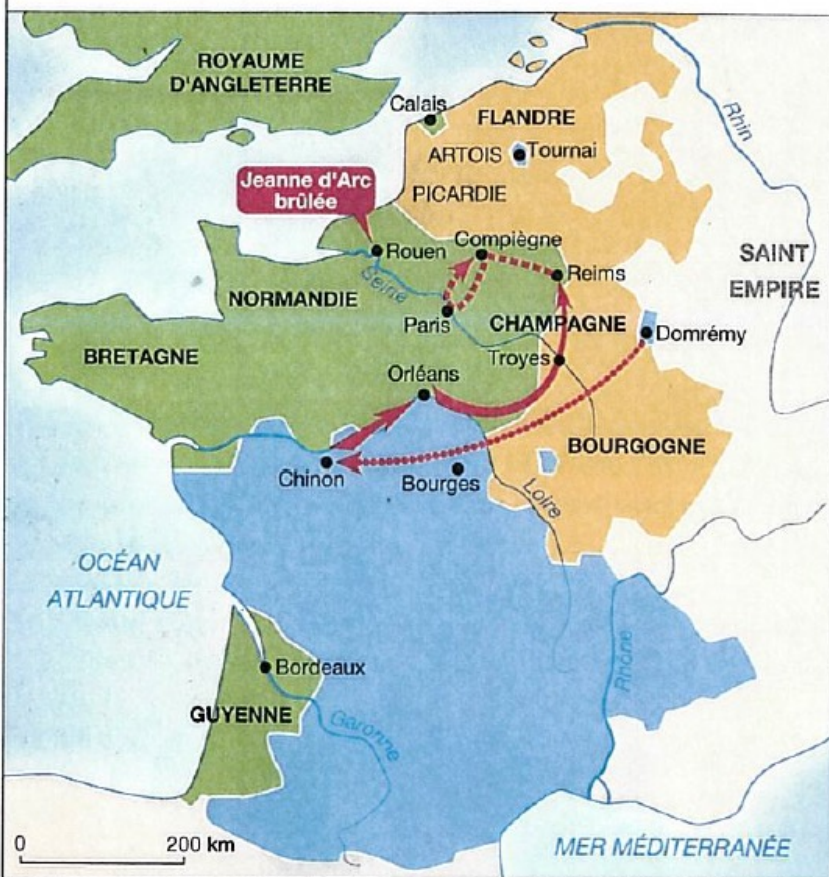 ROYAUME
D'ANGLETERRE
Calais
FLANDRE
Rhin
ARTOIS
Tournai
Jeanne d'Arc
brûlée
PICARDIE
Rouen
Compiègne
Reims
SAINT
EMPIRE
Seine
NORMANDIE
Paris
CHAMPAGNE
Domrémy
BRETAGNE
Troyes
Orléans
BOURGOGNE
Chinon
Bourges
Loire
OCÉAN
ATLANTIQUE
Rhône
Bordeaux
GUYENNE
Garonne
0 200 km
MER MÉDITERRANÉE